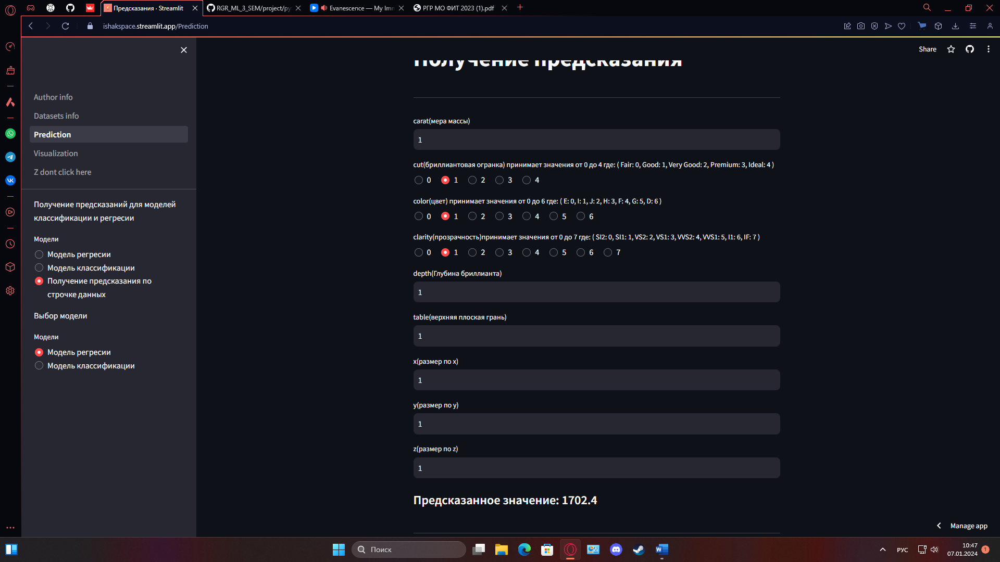 Предсказания · Streamlit
RGR_ML_3_SEM/project/py
Evanescence — My Imm
РГР МО ФИТ 2023 (1).pdf
ishakspace.streamlit.app/Prediction
Share
Author info
Datasets info
Prediction
Visualization
Z dont click here
Получение предсказаний для моделей
классификации и регресии
Модели
Модель регресии
Модель классификации
Получение предсказания по
строчке данных
Выбор модели
Модели
Модель регресии
Модель классификации
Получение предсказания
carat(мера массы)
1
cut(бриллиантовая огранка) принимает значения от 0 до 4 где: ( Fair: 0, Good: 1, Very Good: 2, Premium: 3, Ideal: 4 )
0 1 2 3 4
color(цвет) принимает значения от 0 до 6 где: ( E: 0, I: 1, J: 2, H: 3, F: 4, G: 5, D: 6 )
0 1 2 3 4 5 6
clarity(прозрачность)принимает значения от 0 до 7 где: ( SI2: 0, SI1: 1, VS2: 2, VS1: 3, VVS2: 4, VVS1: 5, I1: 6, IF: 7 )
0 1 2 3 4 5 6 7
depth(Глубина бриллианта)
1
table(верхняя плоская грань)
1
x(размер по x)
1
y(размер по y)
1
z(размер по z)
1
Предсказанное значение: 1702.4
Manage app
Поиск
РУС
10:47
07.01.2024
1